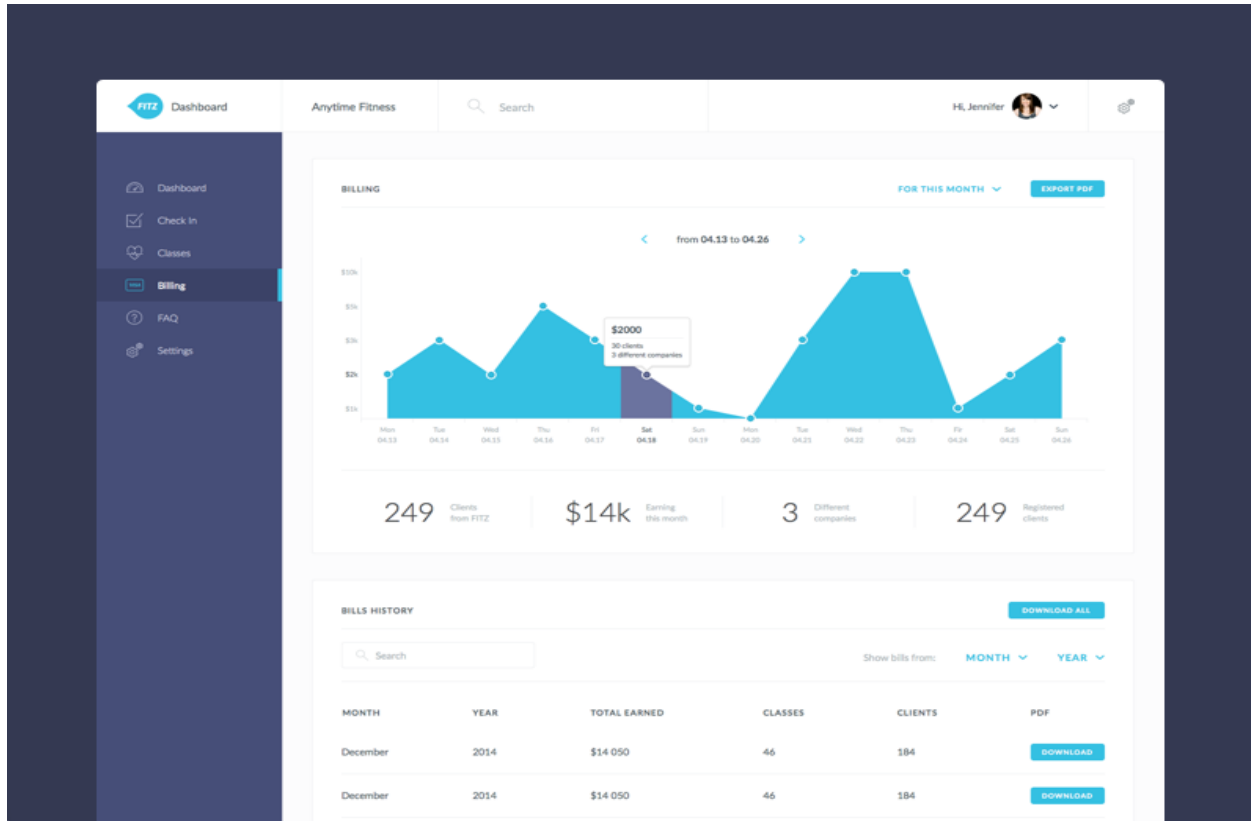 FITZ Dashboard
Anytime Fitness
Search
Hi, Jennifer
Dashboard
Check In
Classes
Billing
FAQ
Settings
BILLING
FOR THIS MONTH
EXPORT PDF
from 04.13 to 04.26
$10k
$5k
$3k
$2k
$1k
$2000
30 clients
3 different companies
Mon Tue Wed Thu Fri Sat Sun Mon Tue Wed Thu Fir Sat Sun
04.13 04.14 04.15 04.16 04.17 04.18 04.19 04.20 04.21 04.22 04.23 04.24 04.25 04.26
249 Clients from FITZ
$14k Earning this month
3 Different companies
249 Registered clients
BILLS HISTORY
DOWNLOAD ALL
Search
Show bills from: MONTH YEAR
MONTH YEAR TOTAL EARNED CLASSES CLIENTS PDF
December 2014 $14 050 46 184 DOWNLOAD
December 2014 $14 050 46 184 DOWNLOAD